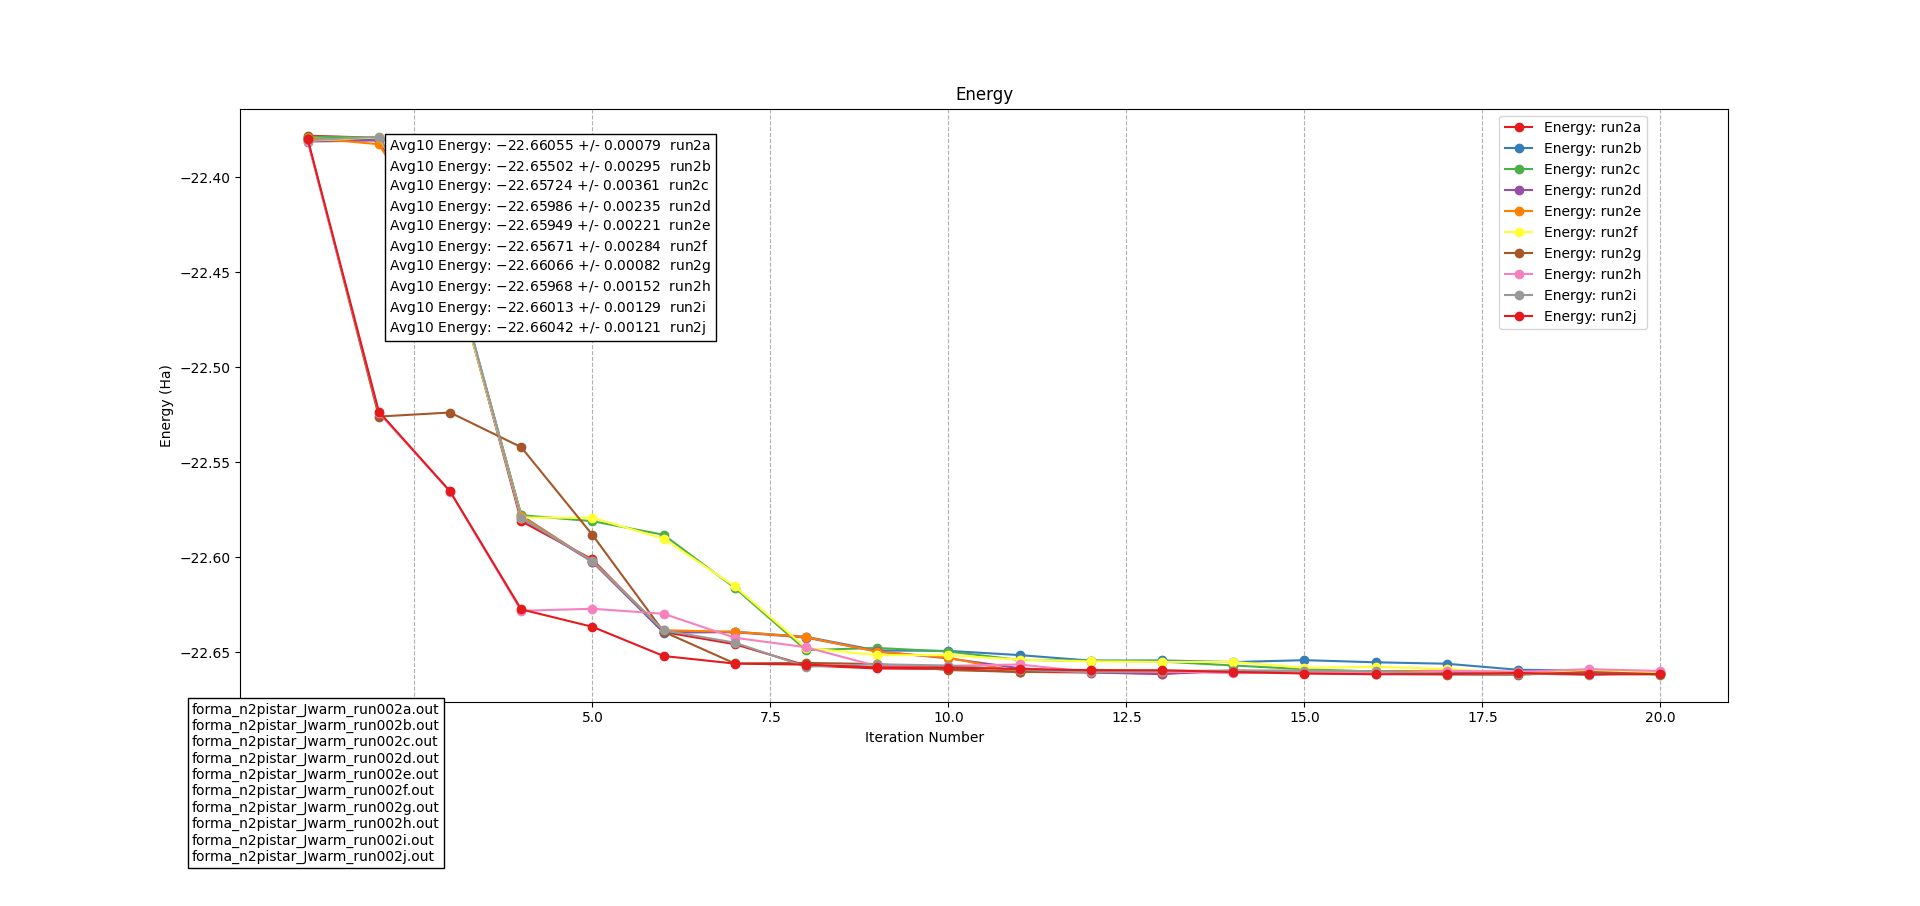 Energy
Avg10 Energy: −22.66055 +/- 0.00079 run2a
Avg10 Energy: −22.65502 +/- 0.00295 run2b
Avg10 Energy: −22.65724 +/- 0.00361 run2c
Avg10 Energy: −22.65986 +/- 0.00235 run2d
Avg10 Energy: −22.65949 +/- 0.00221 run2e
Avg10 Energy: −22.65671 +/- 0.00284 run2f
Avg10 Energy: −22.66066 +/- 0.00082 run2g
Avg10 Energy: −22.65968 +/- 0.00152 run2h
Avg10 Energy: −22.66013 +/- 0.00129 run2i
Avg10 Energy: −22.66042 +/- 0.00121 run2j
Energy: run2a
Energy: run2b
Energy: run2c
Energy: run2d
Energy: run2e
Energy: run2f
Energy: run2g
Energy: run2h
Energy: run2i
Energy: run2j
−22.40
−22.45
−22.50
−22.55
−22.60
−22.65
Energy (Ha)
5.0
7.5
10.0
12.5
15.0
17.5
20.0
Iteration Number
forma_n2pistar_Jwarm_run002a.out
forma_n2pistar_Jwarm_run002b.out
forma_n2pistar_Jwarm_run002c.out
forma_n2pistar_Jwarm_run002d.out
forma_n2pistar_Jwarm_run002e.out
forma_n2pistar_Jwarm_run002f.out
forma_n2pistar_Jwarm_run002g.out
forma_n2pistar_Jwarm_run002h.out
forma_n2pistar_Jwarm_run002i.out
forma_n2pistar_Jwarm_run002j.out